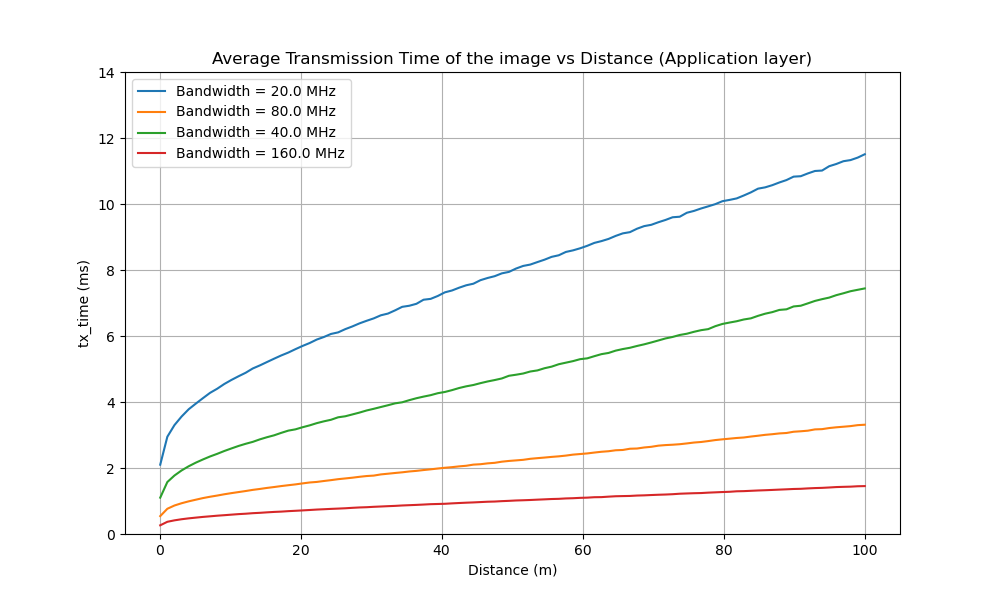 Average Transmission Time of the image vs Distance (Application layer)
Bandwidth = 20.0 MHz
Bandwidth = 80.0 MHz
Bandwidth = 40.0 MHz
Bandwidth = 160.0 MHz
tx_time (ms)
14
12
10
8
6
4
2
0
0 20 40 60 80 100
Distance (m)